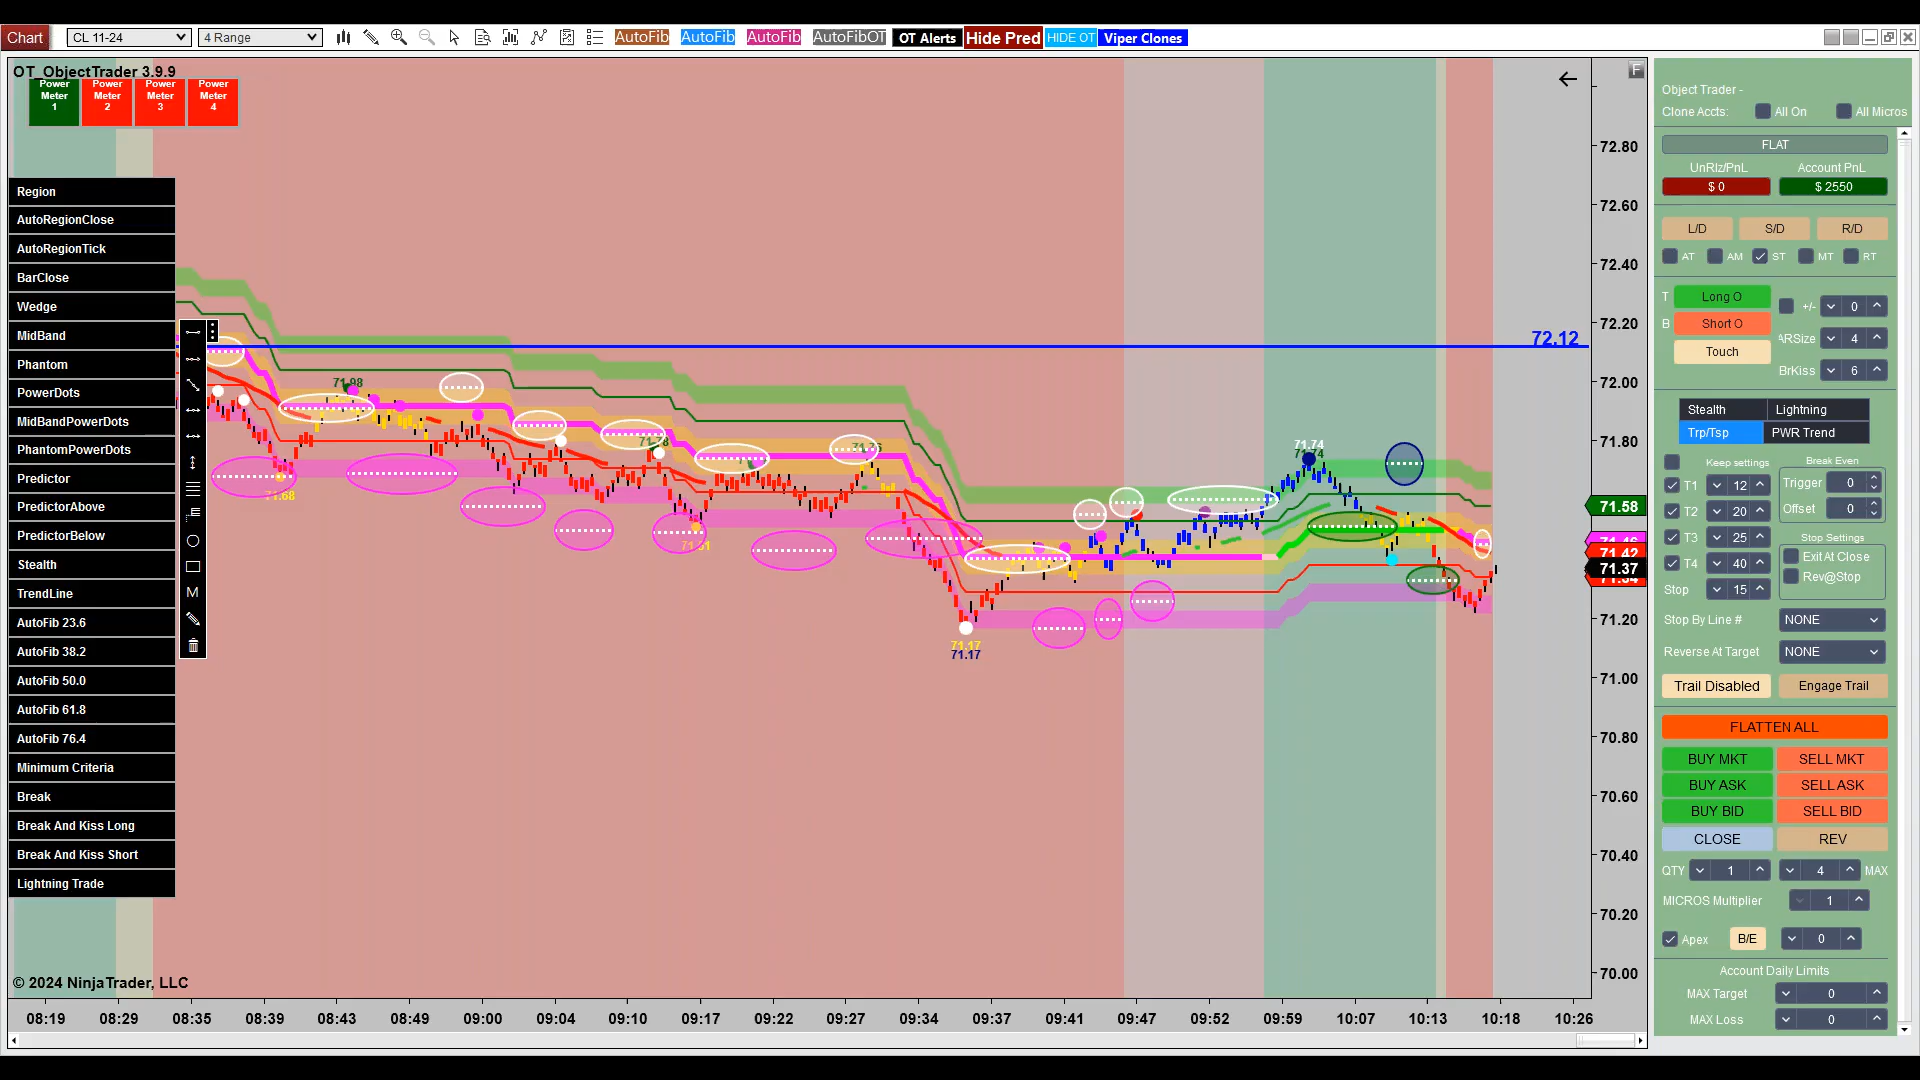 Chart
CL 11-24
4 Range
AutoFib
AutoFib
AutoFib
AutoFibOT
OT Alerts
Hide Pred
HIDE OT
Viper Clones
OT_ObjectTrader 3.9.9
F
Power Meter 1
Power Meter 2
Power Meter 3
Power Meter 4
Region
AutoRegionClose
AutoRegionTick
BarClose
Wedge
MidBand
Phantom
PowerDots
MidBandPowerDots
PhantomPowerDots
Predictor
PredictorAbove
PredictorBelow
Stealth
TrendLine
AutoFib 23.6
AutoFib 38.2
AutoFib 50.0
AutoFib 61.8
AutoFib 76.4
Minimum Criteria
Break
Break And Kiss Long
Break And Kiss Short
Lightning Trade
M
72.12
71.98
71.74
71.74
71.17
71.17
72.80
72.60
72.40
72.20
72.00
71.80
71.58
71.42
71.37
71.20
71.00
70.80
70.60
70.40
70.20
70.00
© 2024 NinjaTrader, LLC
08:19 08:29 08:35 08:39 08:43 08:49 09:00 09:04 09:10 09:17 09:22 09:27 09:34 09:37 09:41 09:47 09:52 09:59 10:07 10:13 10:18 10:26
Object Trader -
Clone Accts: All On All Micros
FLAT
UnRlz/PnL Account PnL
$ 0 $ 2550
L/D S/D R/D
AT AM ST MT RT
T Long O +/- 0
B Short O
ARSize 4
Touch
BrKiss 6
Stealth Lightning
Trp/Tsp PWR Trend
Keep settings Break Even
T1 12 Trigger 0
T2 20 Offset 0
T3 25 Stop Settings
T4 40 Exit At Close
Stop 15 Rev@Stop
Stop By Line # NONE
Reverse At Target NONE
Trail Disabled Engage Trail
FLATTEN ALL
BUY MKT SELL MKT
BUY ASK SELL ASK
BUY BID SELL BID
CLOSE REV
QTY 1 4 MAX
MICROS Multiplier 1
Apex B/E 0
Account Daily Limits
MAX Target 0
MAX Loss 0